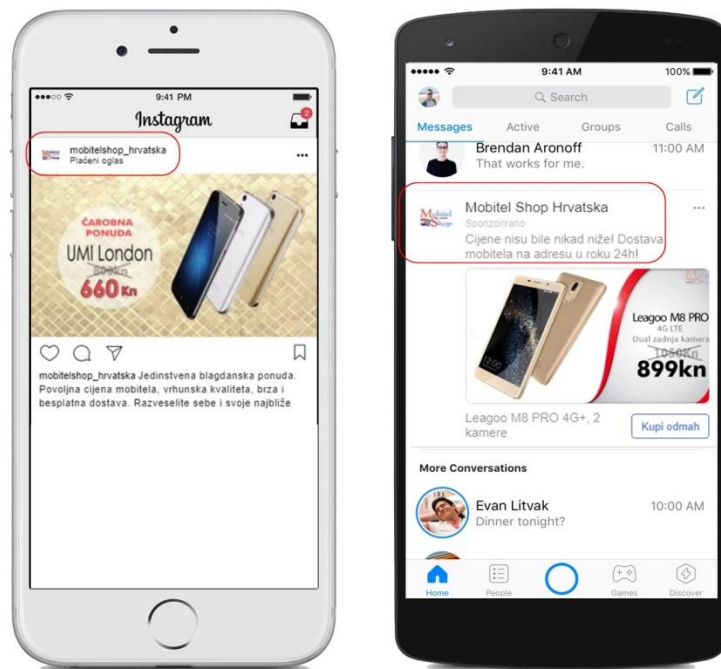 9:41 PM
Instagram
2
mobitelshop_hrvatska
Plaćeni oglas
ČAROBNA
PONUDA
UMI London
800kn
660 Kn
mobitelshop_hrvatska Jedinstvena blagdanska ponuda.
Povoljna cijena mobitela, vrhunska kvaliteta, brza i
besplatna dostava. Razveselite sebe i svoje najbliže
9:41 AM
100%
Search
Messages
Active
Groups
Calls
Brendan Aronoff
11:00 AM
That works for me.
Mobitel
Shop
Mobitel Shop Hrvatska
Sponzorirano
Cijene nisu bile nikad niže! Dostava
mobitela na adresu u roku 24h!
12:00
Leagoo M8 PRO
4G LTE
Dual zadnja kamera
1050Kn
899kn
Leagoo M8 PRO 4G+, 2
kamere
Kupi odmah
More Conversations
Evan Litvak
10:00 AM
Dinner tonight?
Home
People
Games
Discover